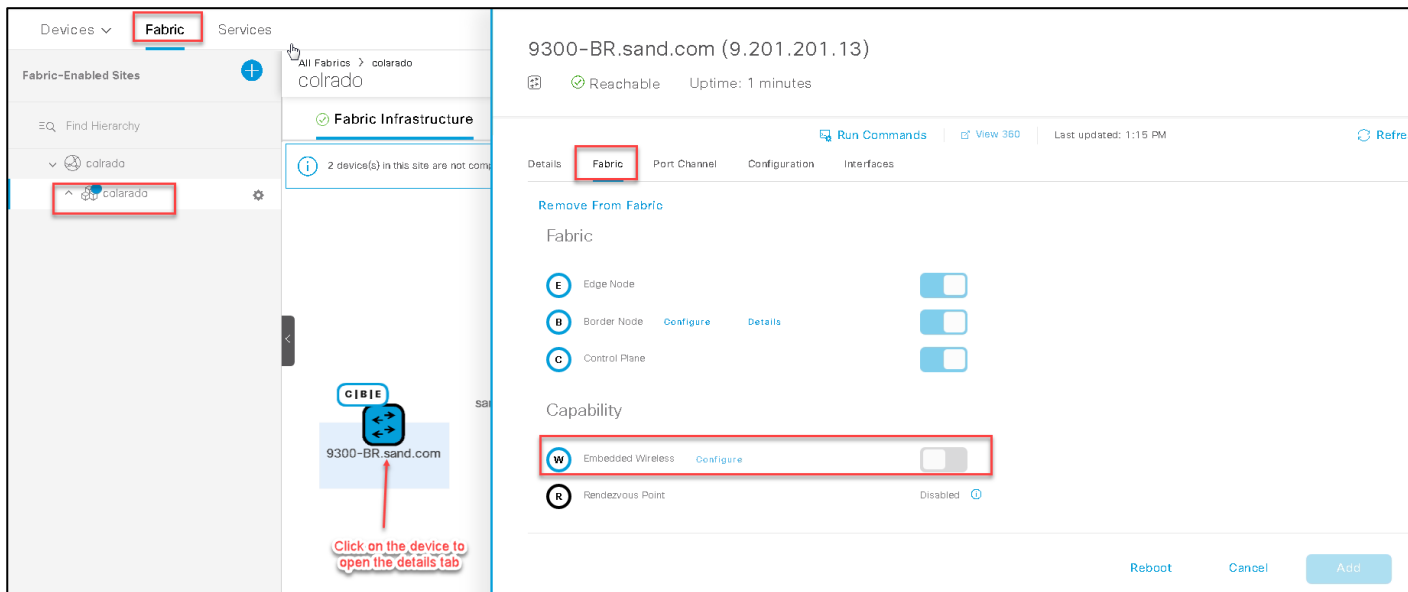 Devices Fabric Services
Fabric-Enabled Sites
Find Hierarchy
colrado
colarado
All Fabrics > colarado
colrado
Fabric Infrastructure
i 2 device(s) in this site are not comp
C|B|E
sar
9300-BR.sand.com
Click on the device to
open the details tab
9300-BR.sand.com (9.201.201.13)
Reachable Uptime: 1 minutes
Run Commands View 360 Last updated: 1:15 PM Refre
Details Fabric Port Channel Configuration Interfaces
Remove From Fabric
Fabric
E Edge Node
B Border Node Configure Details
C Control Plane
Capability
W Embedded Wireless Configure
R Rendezvous Point Disabled i
Reboot Cancel Add